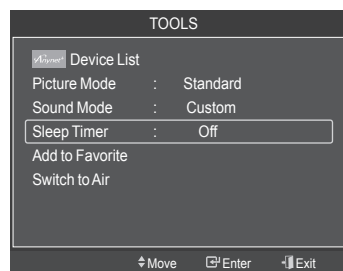 TOOLS
Anynet+ Device List
Picture Mode : Standard
Sound Mode : Custom
Sleep Timer : Off
Add to Favorite
Switch to Air
Move Enter Exit